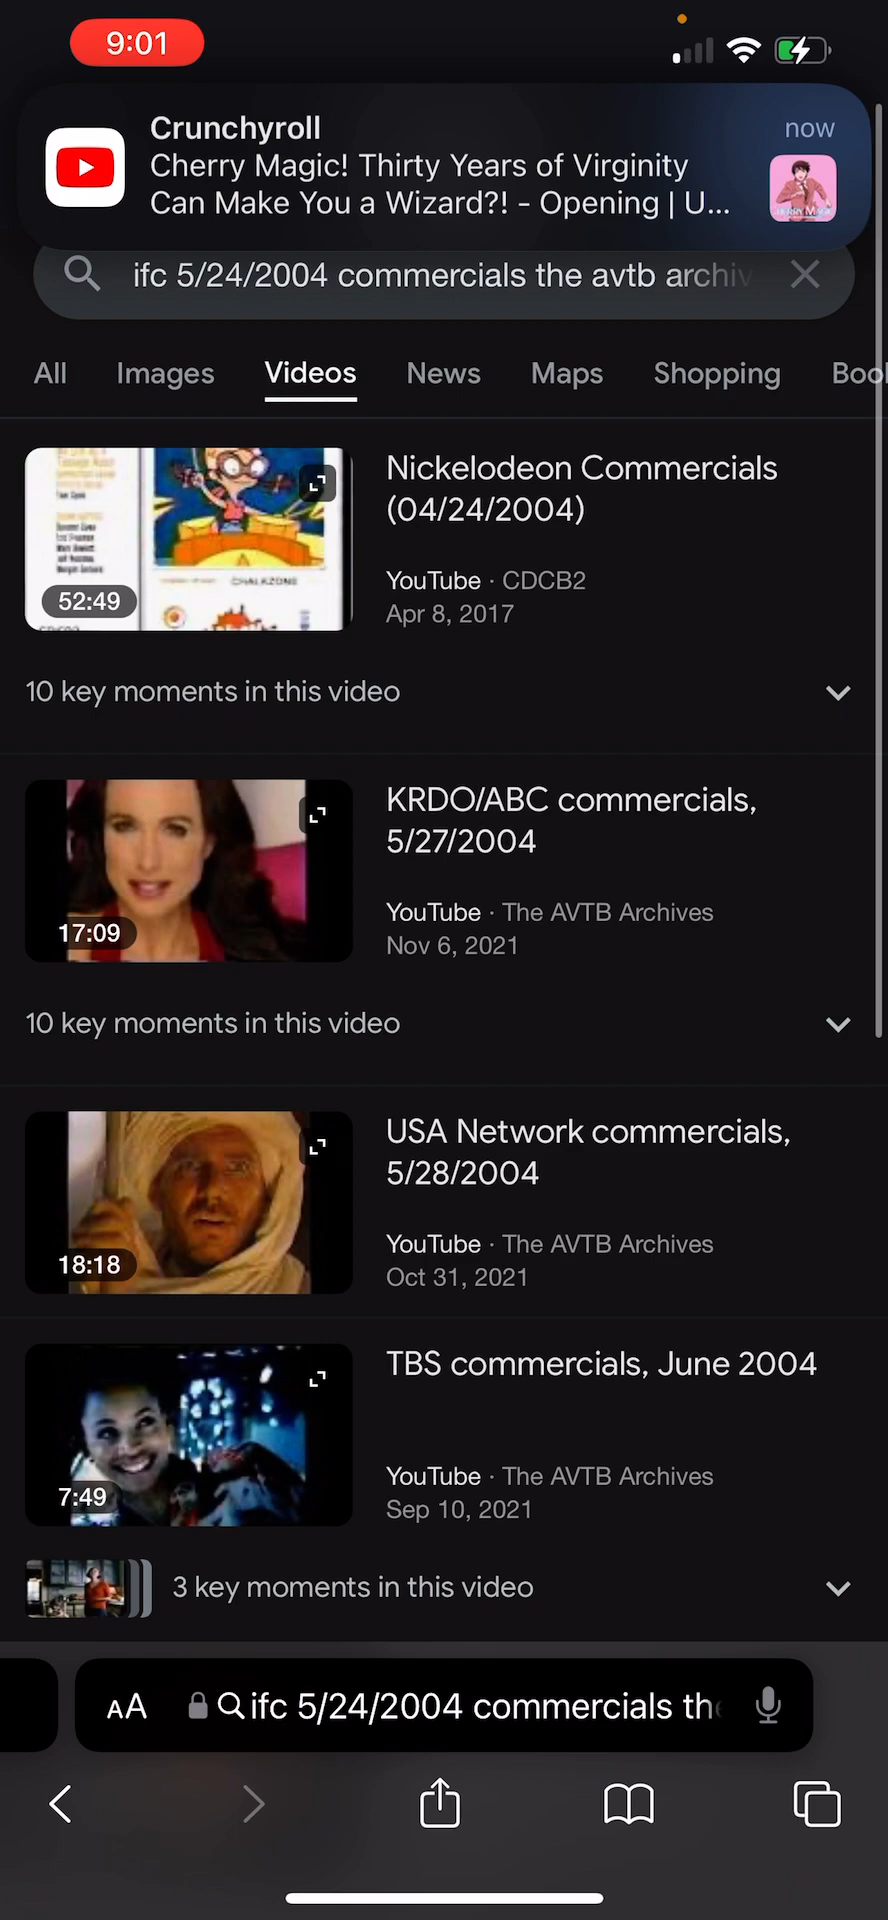 9:01
Crunchyroll
now
Cherry Magic! Thirty Years of Virginity
Can Make You a Wizard?! - Opening | U...
ifc 5/24/2004 commercials the avtb archiv
All Images Videos News Maps Shopping Boo
Nickelodeon Commercials
(04/24/2004)
CHALKZONE
52:49
YouTube · CDCB2
Apr 8, 2017
10 key moments in this video
KRDO/ABC commercials,
5/27/2004
17:09
YouTube · The AVTB Archives
Nov 6, 2021
10 key moments in this video
USA Network commercials,
5/28/2004
18:18
YouTube · The AVTB Archives
Oct 31, 2021
TBS commercials, June 2004
7:49
YouTube · The AVTB Archives
Sep 10, 2021
3 key moments in this video
AA ifc 5/24/2004 commercials the